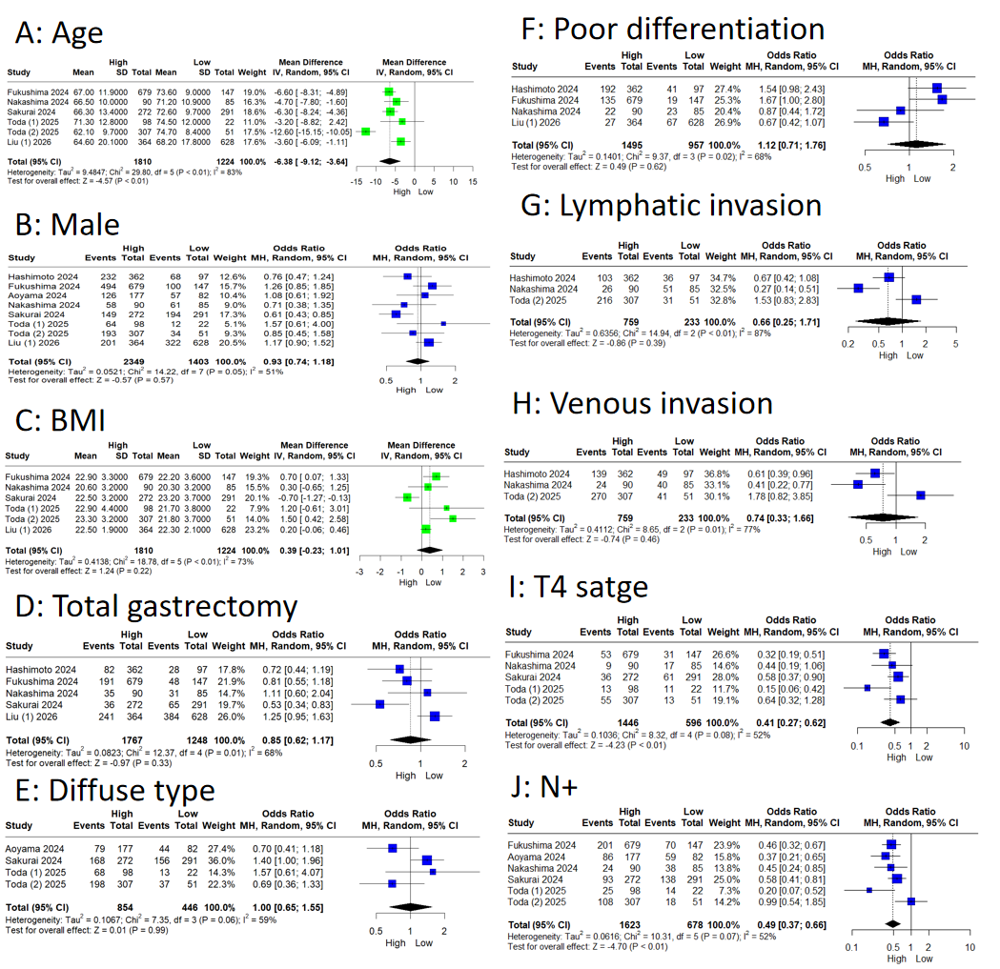 A: Age
High Low Mean Difference Mean Difference
Study Mean SD Total Mean SD Total Weight IV, Random, 95% CI IV, Random, 95% CI
Fukushima 2024 67.00 11.9000 679 73.60 9.0000 147 19.0% -6.60 [ -8.31; -4.89]
Nakashima 2024 66.50 10.9000 90 71.20 10.9000 85 15.4% -4.70 [ -7.80; -1.60]
Sakurai 2024 66.30 13.4000 272 72.60 9.5000 291 18.6% -6.30 [ -8.24; -4.36]
Toda (1) 2025 71.30 12.8000 98 74.50 12.0000 22 11.1% -3.20 [ -8.82; 2.42]
Toda (2) 2025 62.10 9.7000 307 74.70 8.4000 51 17.5% -12.60 [-15.15; -10.05]
Liu (1) 2026 64.60 20.1000 364 68.20 17.8000 628 17.8% -3.60 [ -6.09; -1.11]
Total (95% CI) 1810 1224 100.0% -6.38 [ -9.12; -3.64]
Heterogeneity: Tau2 = 9.4847; Chi2 = 29.80, df = 5 (P < 0.01); I2 = 83%
Test for overall effect: Z = -4.57 (P < 0.01)
-15 -10 -5 0 5 10 15
High Low
B: Male
High Low Odds Ratio Odds Ratio
Study Events Total Events Total Weight MH, Random, 95% CI MH, Random, 95% CI
Hashimoto 2024 232 362 68 97 12.6% 0.76 [0.47; 1.24]
Fukushima 2024 494 679 100 147 16.6% 1.26 [0.85; 1.85]
Aoyama 2024 126 177 57 82 9.8% 1.08 [0.61; 1.92]
Nakashima 2024 58 90 61 85 9.0% 0.71 [0.38; 1.35]
Sakurai 2024 149 272 194 291 18.3% 0.61 [0.43; 0.85]
Toda (1) 2025 64 98 12 22 5.1% 1.57 [0.61; 4.00]
Toda (2) 2025 193 307 34 51 9.3% 0.85 [0.45; 1.58]
Liu (1) 2026 201 364 322 628 19.4% 1.17 [0.90; 1.52]
Total (95% CI) 2349 1403 100.0% 0.93 [0.74; 1.18]
Heterogeneity: Tau2 = 0.0521; Chi2 = 14.22, df = 7 (P = 0.05); I2 = 51%
Test for overall effect: Z = -0.57 (P = 0.57)
0.5 1 2
High Low
C: BMI
High Low Mean Difference Mean Difference
Study Mean SD Total Mean SD Total Weight IV, Random, 95% CI IV, Random, 95% CI
Fukushima 2024 22.90 3.3000 679 22.20 3.6000 147 19.3% 0.70 [ 0.07; 1.33]
Nakashima 2024 20.60 3.1000 90 20.30 3.3000 85 15.1% 0.30 [-0.65; 1.25]
Sakurai 2024 22.50 3.2000 272 23.20 3.7000 291 20.1% -0.70 [-1.27; -0.13]
Toda (1) 2025 22.90 4.4000 98 21.70 3.8000 22 8.9% 1.20 [-0.61; 3.01]
Toda (2) 2025 23.30 3.2000 307 21.80 3.7000 51 13.4% 1.50 [ 0.42; 2.58]
Liu (1) 2026 22.50 1.9000 364 22.30 2.1000 628 23.2% 0.20 [-0.06; 0.46]
Total (95% CI) 1810 1224 100.0% 0.39 [-0.23; 1.01]
Heterogeneity: Tau2 = 0.4138; Chi2 = 18.78, df = 5 (P < 0.01); I2 = 73%
Test for overall effect: Z = 1.24 (P = 0.22)
-3 -2 -1 0 1 2 3
High Low
D: Total gastrectomy
High Low Odds Ratio Odds Ratio
Study Events Total Events Total Weight MH, Random, 95% CI MH, Random, 95% CI
Hashimoto 2024 82 362 28 97 17.8% 0.72 [0.44; 1.19]
Fukushima 2024 191 679 48 147 21.5% 0.81 [0.55; 1.18]
Nakashima 2024 35 90 31 85 14.7% 1.11 [0.60; 2.04]
Sakurai 2024 36 272 65 291 19.7% 0.53 [0.34; 0.83]
Liu (1) 2026 241 364 384 628 26.2% 1.25 [0.95; 1.63]
Total (95% CI) 1767 1248 100.0% 0.85 [0.62; 1.17]
Heterogeneity: Tau2 = 0.0823; Chi2 = 12.37, df = 4 (P = 0.01); I2 = 68%
Test for overall effect: Z = -0.97 (P = 0.33)
0.5 1 2
High Low
E: Diffuse type
High Low Odds Ratio Odds Ratio
Study Events Total Events Total Weight MH, Random, 95% CI MH, Random, 95% CI
Aoyama 2024 79 177 44 82 27.4% 0.70 [0.41; 1.18]
Sakurai 2024 168 272 156 291 36.0% 1.40 [1.00; 1.96]
Toda (1) 2025 68 98 13 22 14.3% 1.57 [0.61; 4.07]
Toda (2) 2025 198 307 37 51 22.4% 0.69 [0.36; 1.33]
Total (95% CI) 854 446 100.0% 1.00 [0.65; 1.55]
Heterogeneity: Tau2 = 0.1067; Chi2 = 7.35, df = 3 (P = 0.06); I2 = 59%
Test for overall effect: Z = 0.01 (P = 0.99)
0.5 1 2
High Low
F: Poor differentiation
High Low Odds Ratio Odds Ratio
Study Events Total Events Total Weight MH, Random, 95% CI MH, Random, 95% CI
Hashimoto 2024 192 362 41 97 26.5% 1.54 [0.98; 2.43]
Fukushima 2024 135 679 19 147 25.3% 1.67 [1.00; 2.80]
Nakashima 2024 22 90 23 85 21.2% 0.87 [0.44; 1.72]
Liu (1) 2026 27 364 67 628 26.9% 0.67 [0.42; 1.07]
Total (95% CI) 1495 957 100.0% 1.12 [0.71; 1.76]
Heterogeneity: Tau2 = 0.1401; Chi2 = 9.37, df = 3 (P = 0.02); I2 = 68%
Test for overall effect: Z = 0.49 (P = 0.62)
0.5 1 2
High Low
G: Lymphatic invasion
High Low Odds Ratio Odds Ratio
Study Events Total Events Total Weight MH, Random, 95% CI MH, Random, 95% CI
Hashimoto 2024 103 362 36 97 34.7% 0.67 [0.42; 1.08]
Nakashima 2024 26 90 51 85 32.5% 0.27 [0.14; 0.51]
Toda (2) 2025 216 307 31 51 32.8% 1.53 [0.83; 2.83]
Total (95% CI) 759 233 100.0% 0.66 [0.25; 1.71]
Heterogeneity: Tau2 = 0.6356; Chi2 = 14.94, df = 2 (P < 0.01); I2 = 87%
Test for overall effect: Z = -0.86 (P = 0.39)
0.2 0.5 1 2 5
High Low
H: Venous invasion
High Low Odds Ratio Odds Ratio
Study Events Total Events Total Weight MH, Random, 95% CI MH, Random, 95% CI
Hashimoto 2024 139 362 49 97 36.8% 0.61 [0.39; 0.96]
Nakashima 2024 24 90 40 85 33.1% 0.41 [0.22; 0.77]
Toda (2) 2025 270 307 41 51 30.1% 1.78 [0.82; 3.85]
Total (95% CI) 759 233 100.0% 0.74 [0.33; 1.66]
Heterogeneity: Tau2 = 0.4112; Chi2 = 8.65, df = 2 (P = 0.01); I2 = 77%
Test for overall effect: Z = -0.74 (P = 0.46)
0.5 1 2
High Low
I: T4 satge
High Low Odds Ratio Odds Ratio
Study Events Total Events Total Weight MH, Random, 95% CI MH, Random, 95% CI
Fukushima 2024 53 679 31 147 26.6% 0.32 [0.19; 0.51]
Nakashima 2024 9 90 17 85 14.6% 0.44 [0.19; 1.06]
Sakurai 2024 36 272 61 291 28.0% 0.58 [0.37; 0.90]
Toda (1) 2025 13 98 11 22 11.9% 0.15 [0.06; 0.42]
Toda (2) 2025 55 307 13 51 19.0% 0.64 [0.32; 1.28]
Total (95% CI) 1446 596 100.0% 0.41 [0.27; 0.62]
Heterogeneity: Tau2 = 0.1036; Chi2 = 8.32, df = 4 (P = 0.08); I2 = 52%
Test for overall effect: Z = -4.23 (P < 0.01)
0.1 0.5 1 2 10
High Low
J: N+
High Low Odds Ratio Odds Ratio
Study Events Total Events Total Weight MH, Random, 95% CI MH, Random, 95% CI
Fukushima 2024 201 679 70 147 23.9% 0.46 [0.32; 0.67]
Aoyama 2024 86 177 59 82 17.2% 0.37 [0.21; 0.65]
Nakashima 2024 24 90 38 85 15.1% 0.45 [0.24; 0.85]
Sakurai 2024 93 272 138 291 25.0% 0.58 [0.41; 0.81]
Toda (1) 2025 25 98 14 22 7.3% 0.20 [0.07; 0.52]
Toda (2) 2025 108 307 18 51 15.6% 0.99 [0.54; 1.85]
Total (95% CI) 1623 678 100.0% 0.49 [0.37; 0.66]
Heterogeneity: Tau2 = 0.0616; Chi2 = 10.31, df = 5 (P = 0.07); I2 = 52%
Test for overall effect: Z = -4.70 (P < 0.01)
0.1 0.5 1 2 10
High Low